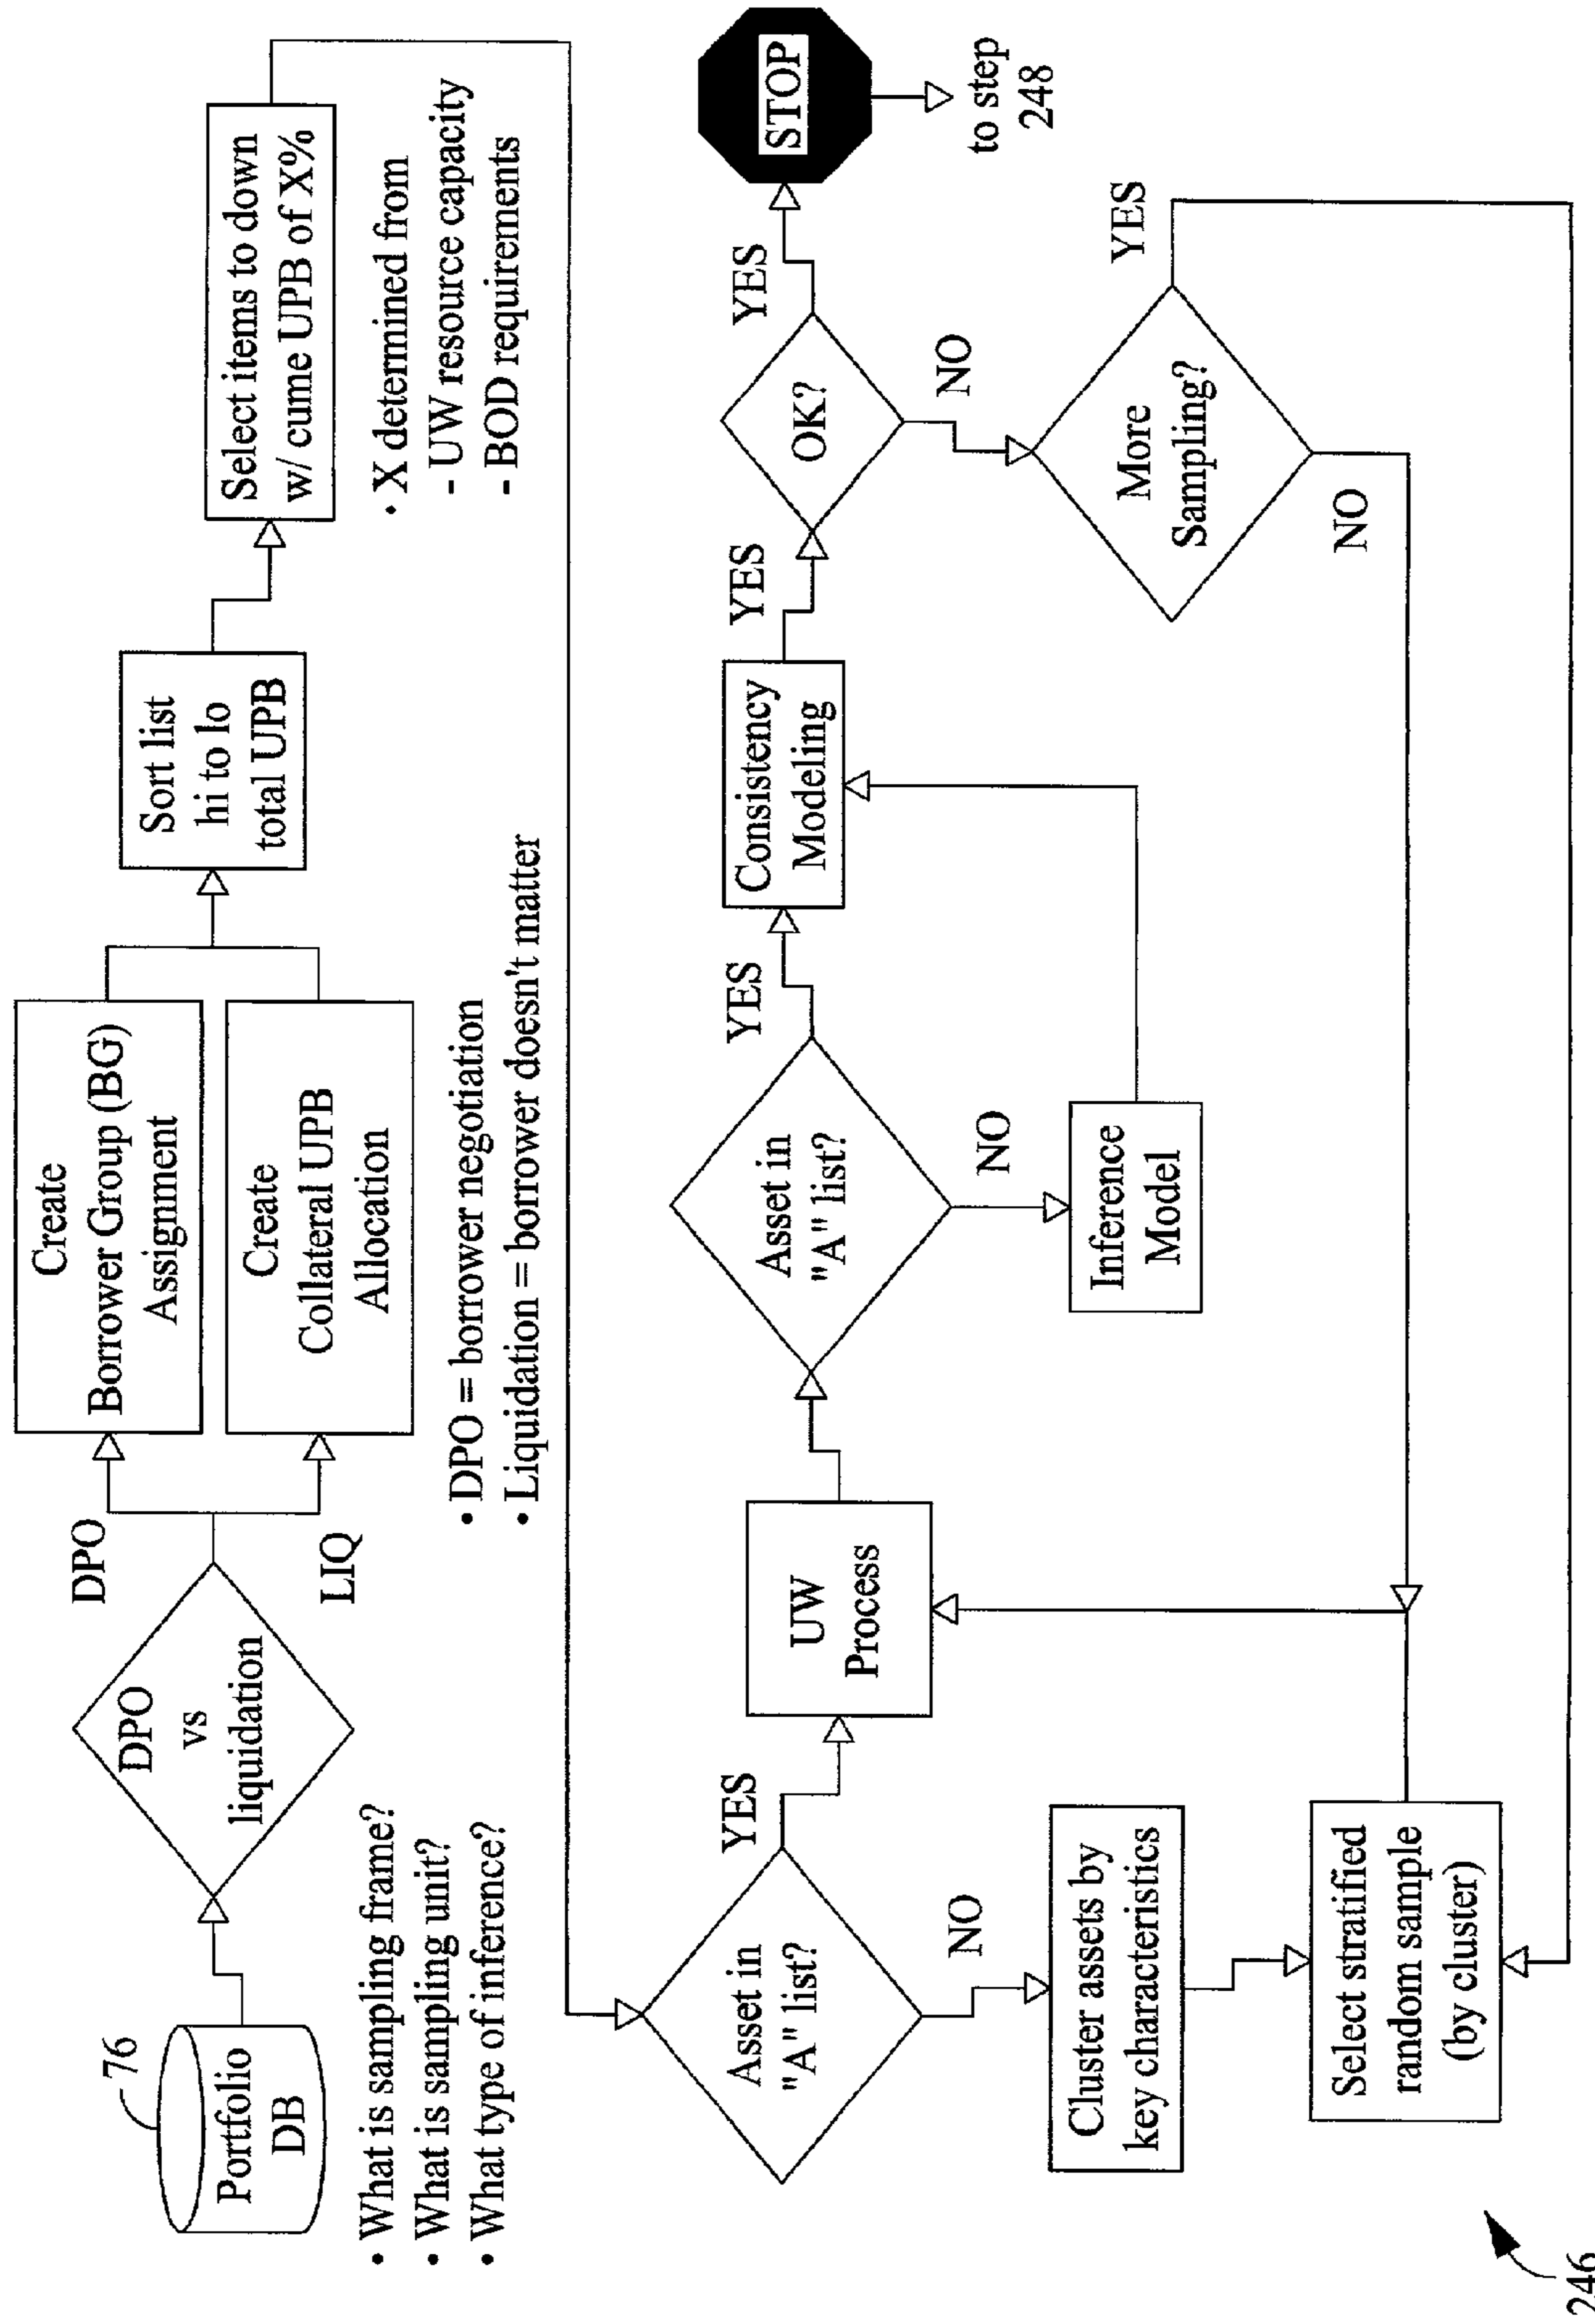 76
Portfolio
DB
• What is sampling frame?
• What is sampling unit?
• What type of inference?
DPO
vs
liquidation
DPO
LIQ
Create
Borrower Group (BG)
Assignment
Create
Collateral UPB
Allocation
• DPO = borrower negotiation
• Liquidation = borrower doesn't matter
Sort list
hi to lo
total UPB
Select items to down
w/ cume UPB of X%
• X determined from
- UW resource capacity
- BOD requirements
Asset in
"A" list?
YES
NO
Cluster assets by
key characteristics
Select stratified
random sample
(by cluster)
UW
Process
Asset in
"A" list?
YES
NO
Inference
Model
Consistency
Modeling
YES
OK?
YES
NO
More
Sampling?
YES
NO
STOP
to step
248
246